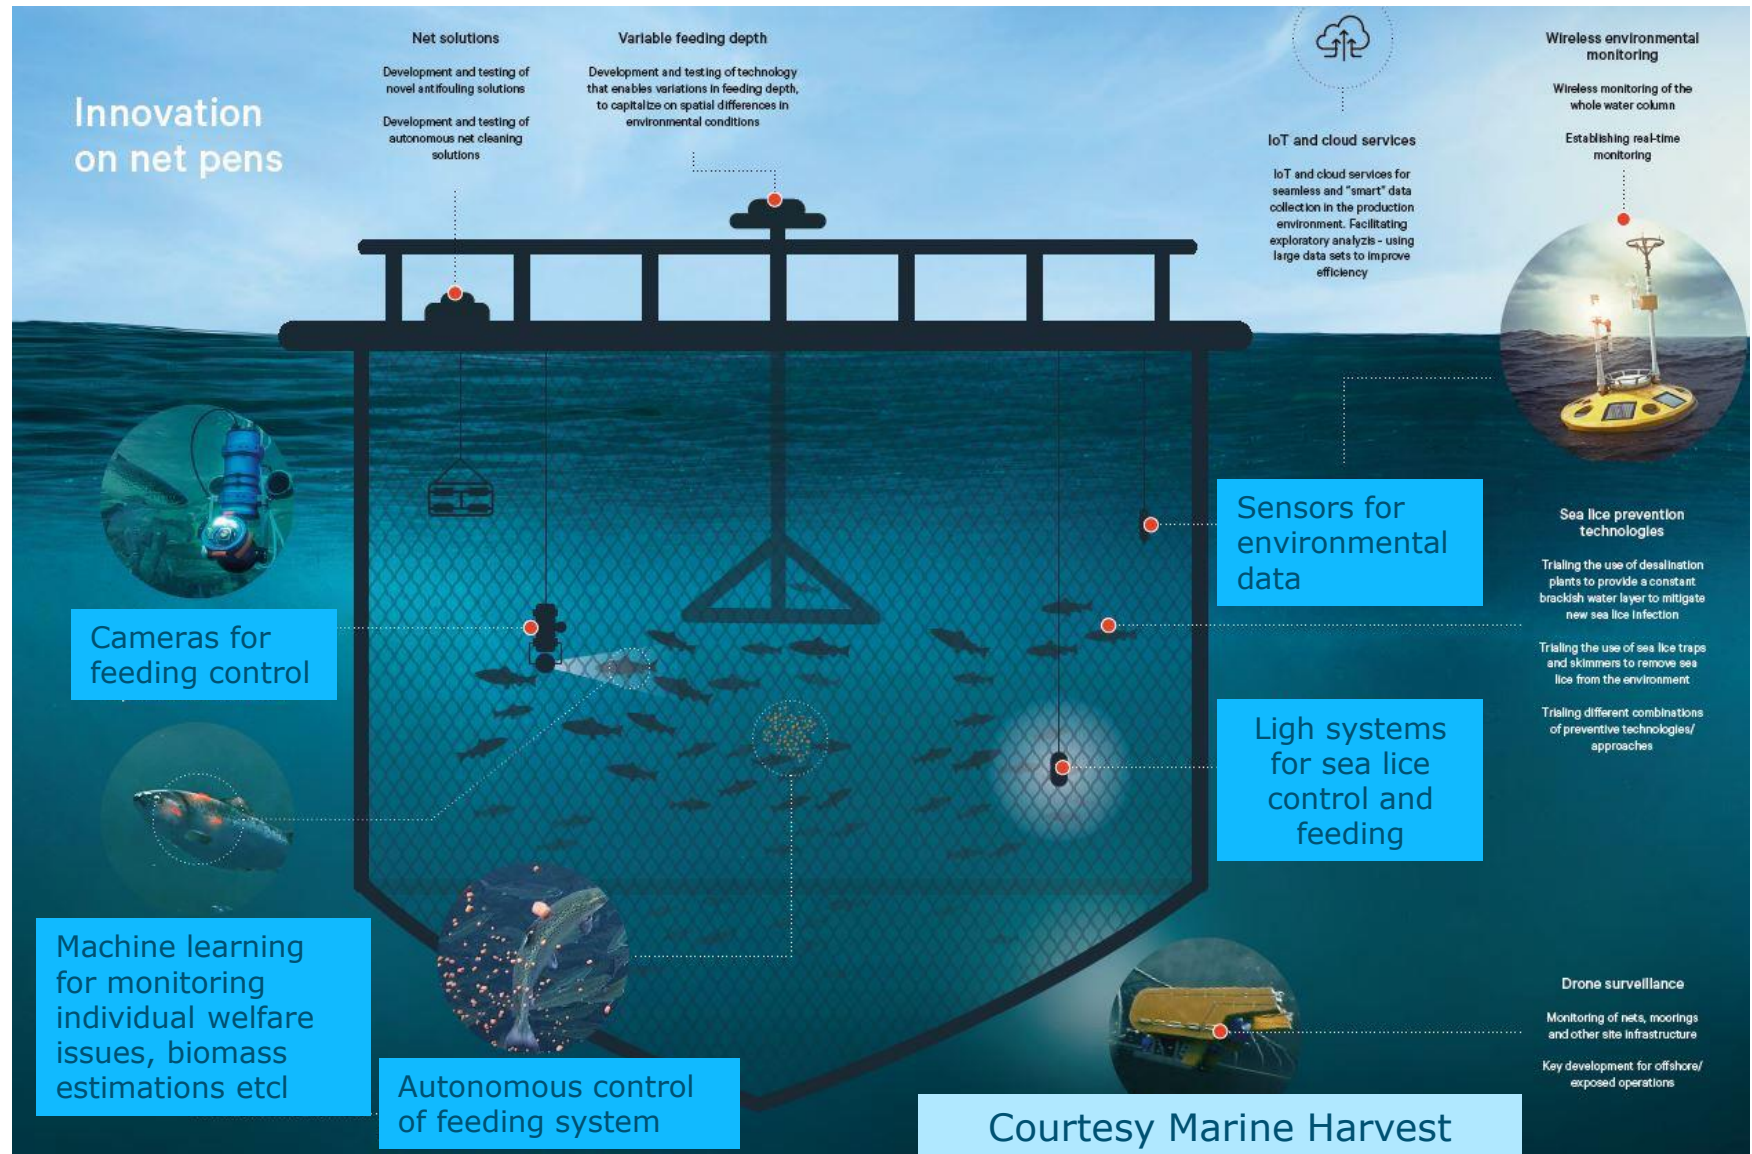 Innovation
on net pens
Net solutions
Development and testing of
novel antifouling solutions
Development and testing of
autonomous net cleaning
solutions
Variable feeding depth
Development and testing of technology
that enables variations in feeding depth,
to capitalize on spatial differences in
environmental conditions
IoT and cloud services
IoT and cloud services for
seamless and "smart" data
collection in the production
environment. Facilitating
exploratory analyzis - using
large data sets to improve
efficiency
Wireless environmental
monitoring
Wireless monitoring of the
whole water column
Establishing real-time
monitoring
Sensors for
environmental
data
Sea lice prevention
technologies
Trialing the use of desalination
plants to provide a constant
brackish water layer to mitigate
new sea lice infection
Trialing the use of sea lice traps
and skimmers to remove sea
lice from the environment
Trialing different combinations
of preventive technologies/
approaches
Cameras for
feeding control
Ligh systems
for sea lice
control and
feeding
Machine learning
for monitoring
individual welfare
issues, biomass
estimations etcl
Autonomous control
of feeding system
Drone surveillance
Monitoring of nets, moorings
and other site infrastructure
Key development for offshore/
exposed operations
Courtesy Marine Harvest